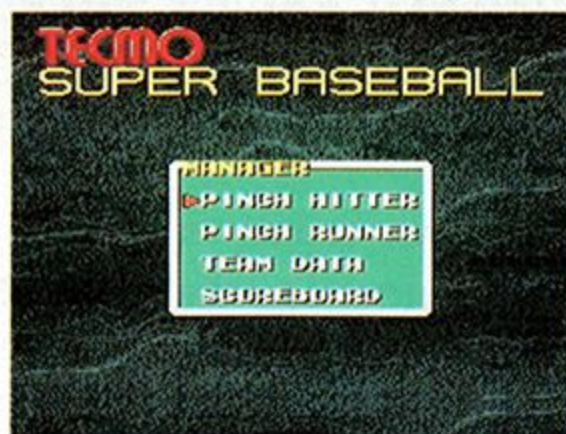 TECMO
SUPER BASEBALL
MANAGER
PINCH HITTER
PINCH RUNNER
TEAM DATA
SCOREBOARD